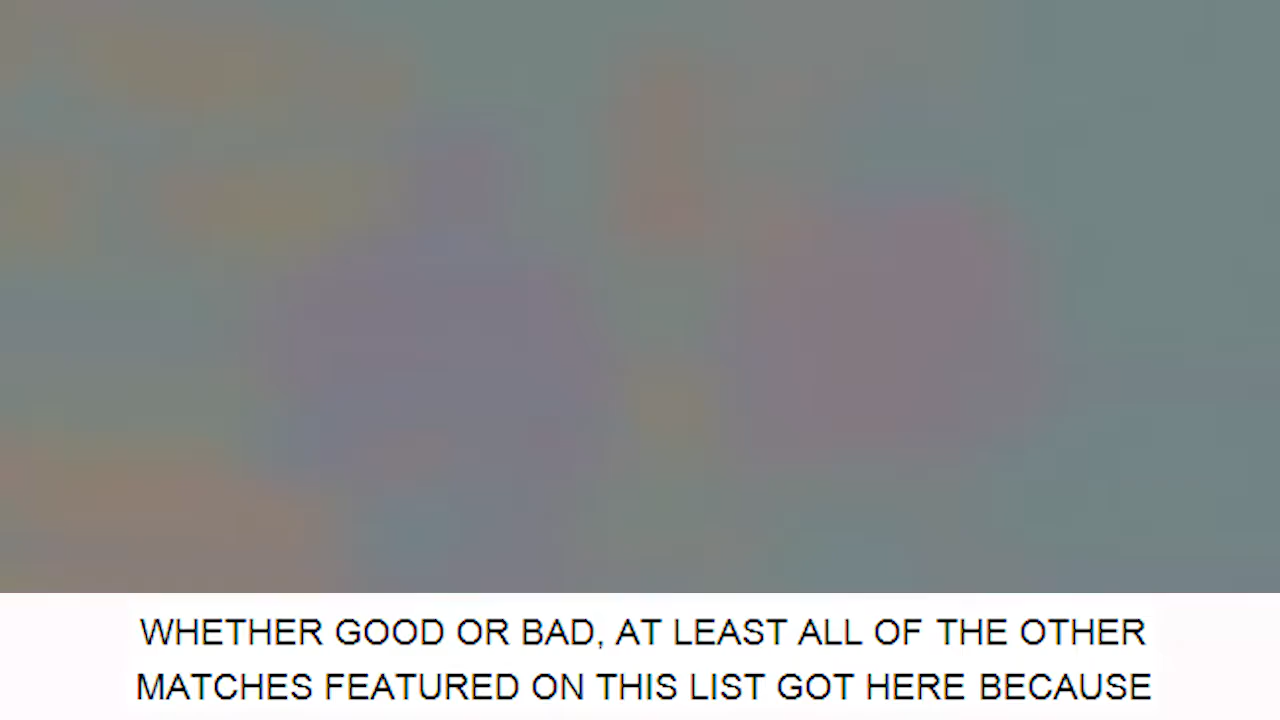 WHETHER GOOD OR BAD, AT LEAST ALL OF THE OTHER
MATCHES FEATURED ON THIS LIST GOT HERE BECAUSE